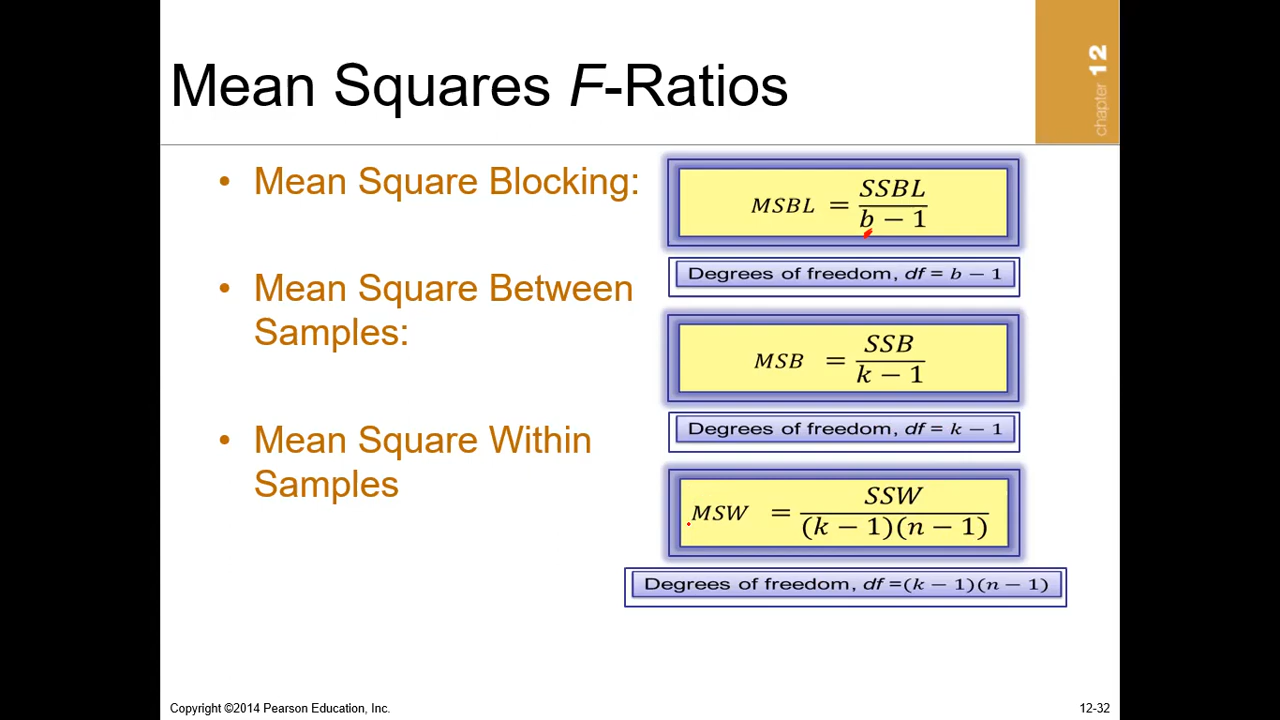 Mean Squares F-Ratios
chapter 12
• Mean Square Blocking:
MSBL = SSBL / b − 1
Degrees of freedom, df = b − 1
• Mean Square Between
Samples:
MSB = SSB / k − 1
Degrees of freedom, df = k − 1
• Mean Square Within
Samples
MSW = SSW / (k − 1)(n − 1)
Degrees of freedom, df =(k − 1)(n − 1)
Copyright ©2014 Pearson Education, Inc.
12-32